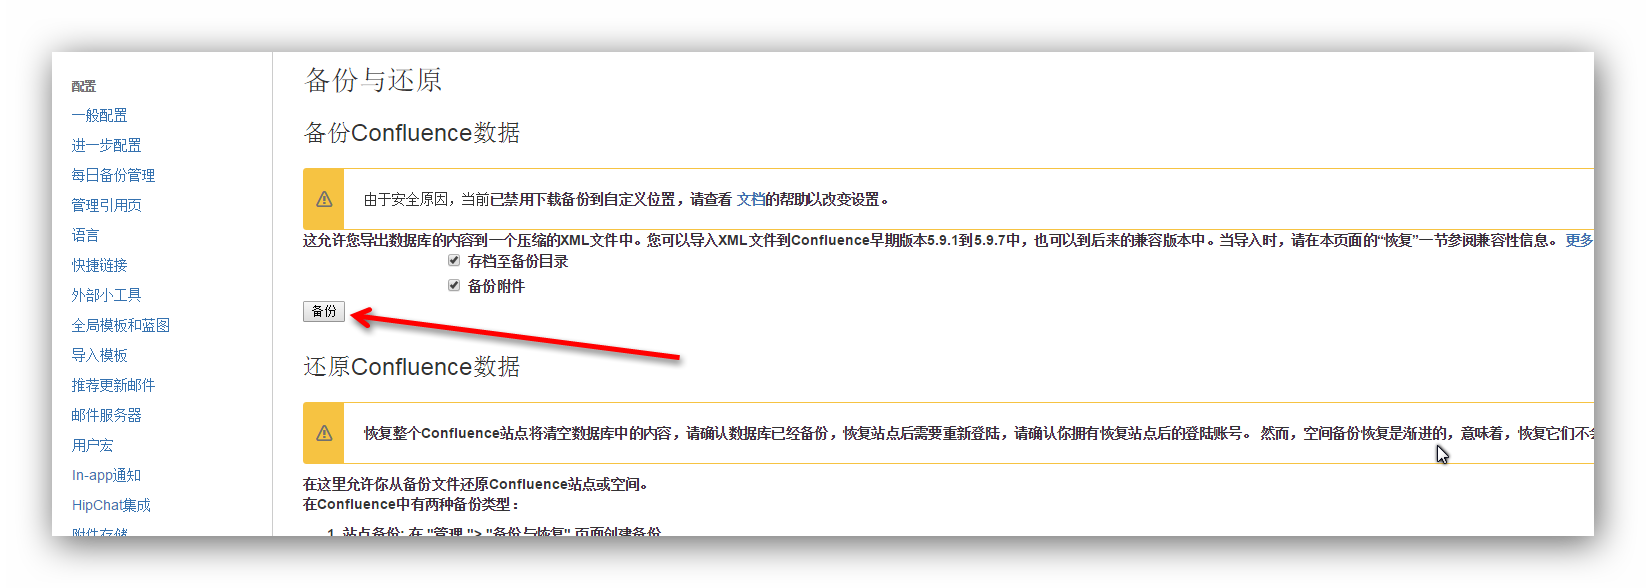 配置
一般配置
进一步配置
每日备份管理
管理引用页
语言
快捷链接
外部小工具
全局模板和蓝图
导入模板
推荐更新邮件
邮件服务器
用户宏
In-app通知
HipChat集成
附件存储
备份与还原
备份Confluence数据
由于安全原因，当前已禁用下载备份到自定义位置，请查看 文档的帮助以改变设置。
这允许您导出数据库的内容到一个压缩的XML文件中。您可以导入XML文件到Confluence早期版本5.9.1到5.9.7中，也可以到后来的兼容版本中。当导入时，请在本页面的“恢复”一节参阅兼容性信息。 更多
存档至备份目录
备份附件
备份
还原Confluence数据
恢复整个Confluence站点将清空数据库中的内容，请确认数据库已经备份，恢复站点后需要重新登陆，请确认你拥有恢复站点后的登陆账号。 然而，空间备份恢复是渐进的，意味着，恢复它们不会
在这里允许你从备份文件还原Confluence站点或空间。
在Confluence中有两种备份类型：
1. 站点备份: 在 "管理 "> "备份与恢复" 页面创建备份